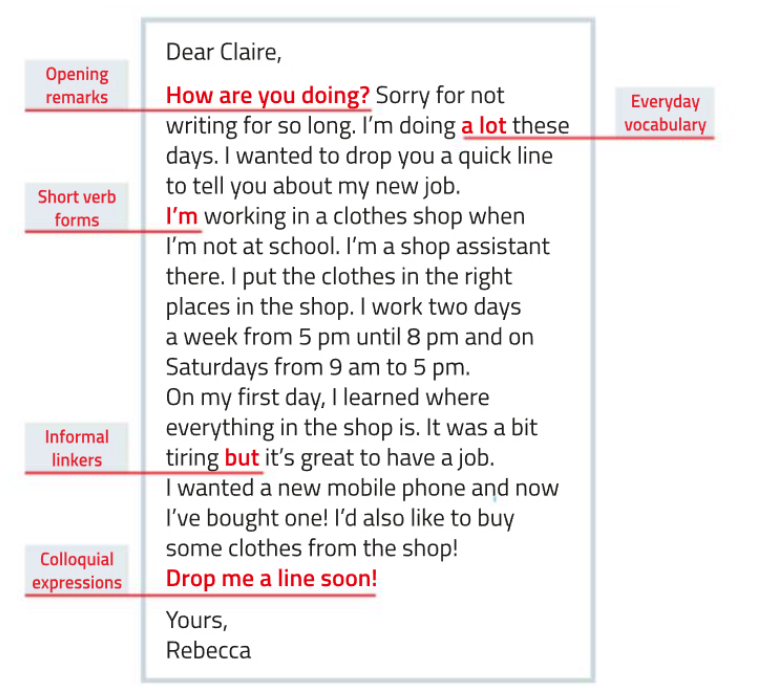 Dear Claire,
Opening
remarks
How are you doing? Sorry for not
Everyday
vocabulary
writing for so long. I'm doing a lot these
days. I wanted to drop you a quick line
to tell you about my new job.
Short verb
forms
I'm working in a clothes shop when
I'm not at school. I'm a shop assistant
there. I put the clothes in the right
places in the shop. I work two days
a week from 5 pm until 8 pm and on
Saturdays from 9 am to 5 pm.
On my first day, I learned where
everything in the shop is. It was a bit
Informal
linkers
tiring but it's great to have a job.
I wanted a new mobile phone and now
I've bought one! I'd also like to buy
some clothes from the shop!
Colloquial
expressions
Drop me a line soon!
Yours,
Rebecca